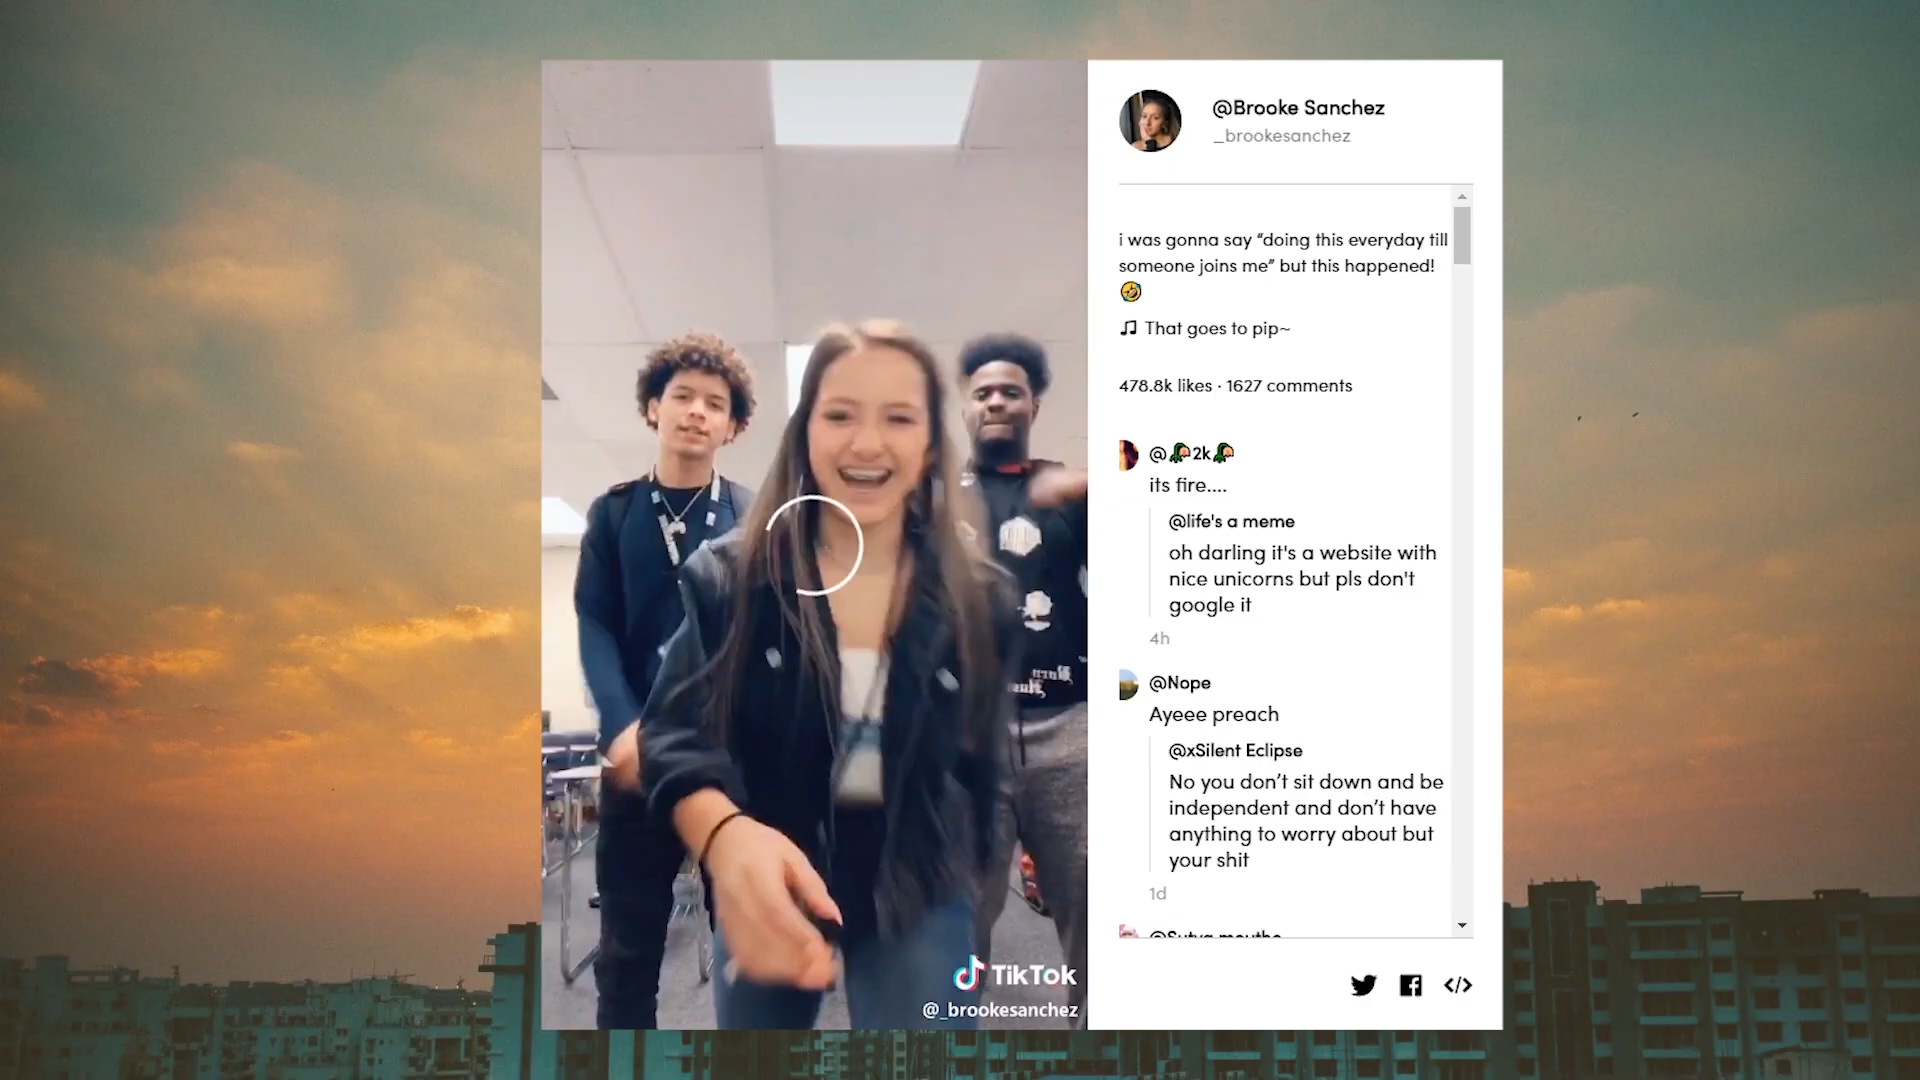 @Brooke Sanchez
_brookesanchez
i was gonna say “doing this everyday till
someone joins me” but this happened!
🤣
♫ That goes to pip~
478.8k likes · 1627 comments
@🥀2k🥀
its fire....
@life's a meme
oh darling it's a website with
nice unicorns but pls don't
google it
4h
@Nope
Ayeee preach
@xSilent Eclipse
No you don’t sit down and be
independent and don’t have
anything to worry about but
your shit
1d
TikTok
@_brookesanchez